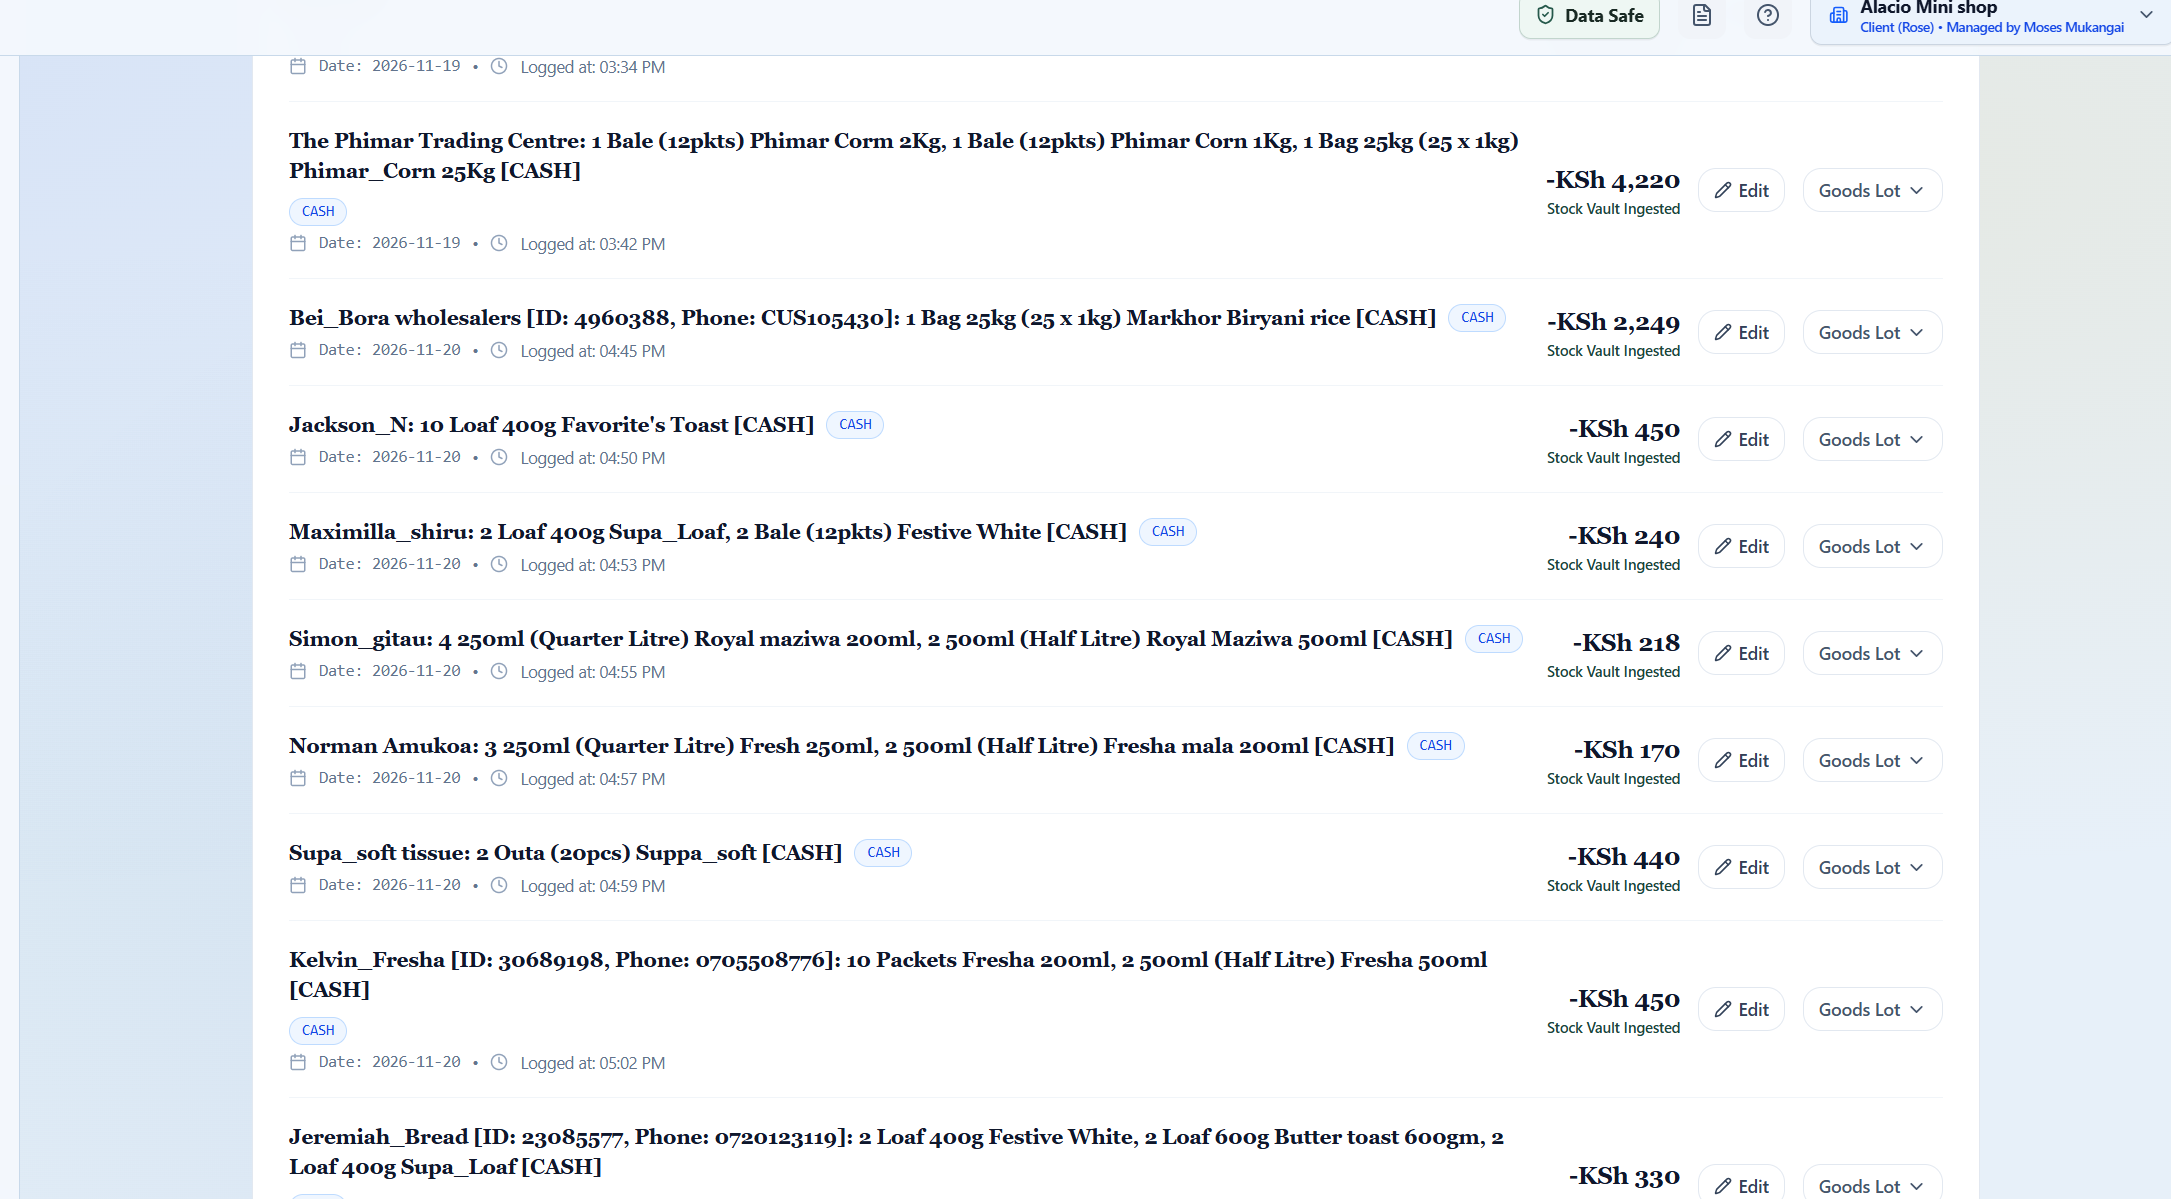 Data Safe
Alacio Mini shop
Client (Rose) • Managed by Moses Mukangai
Date: 2026-11-19 • Logged at: 03:34 PM
The Phimar Trading Centre: 1 Bale (12pkts) Phimar Corm 2Kg, 1 Bale (12pkts) Phimar Corn 1Kg, 1 Bag 25kg (25 x 1kg)
Phimar_Corn 25Kg [CASH]
CASH
Date: 2026-11-19 • Logged at: 03:42 PM
-KSh 4,220
Stock Vault Ingested
Edit
Goods Lot
Bei_Bora wholesalers [ID: 4960388, Phone: CUS105430]: 1 Bag 25kg (25 x 1kg) Markhor Biryani rice [CASH] CASH
Date: 2026-11-20 • Logged at: 04:45 PM
-KSh 2,249
Stock Vault Ingested
Edit
Goods Lot
Jackson_N: 10 Loaf 400g Favorite's Toast [CASH] CASH
Date: 2026-11-20 • Logged at: 04:50 PM
-KSh 450
Stock Vault Ingested
Edit
Goods Lot
Maximilla_shiru: 2 Loaf 400g Supa_Loaf, 2 Bale (12pkts) Festive White [CASH] CASH
Date: 2026-11-20 • Logged at: 04:53 PM
-KSh 240
Stock Vault Ingested
Edit
Goods Lot
Simon_gitau: 4 250ml (Quarter Litre) Royal maziwa 200ml, 2 500ml (Half Litre) Royal Maziwa 500ml [CASH] CASH
Date: 2026-11-20 • Logged at: 04:55 PM
-KSh 218
Stock Vault Ingested
Edit
Goods Lot
Norman Amukoa: 3 250ml (Quarter Litre) Fresh 250ml, 2 500ml (Half Litre) Fresha mala 200ml [CASH] CASH
Date: 2026-11-20 • Logged at: 04:57 PM
-KSh 170
Stock Vault Ingested
Edit
Goods Lot
Supa_soft tissue: 2 Outa (20pcs) Suppa_soft [CASH] CASH
Date: 2026-11-20 • Logged at: 04:59 PM
-KSh 440
Stock Vault Ingested
Edit
Goods Lot
Kelvin_Fresha [ID: 30689198, Phone: 0705508776]: 10 Packets Fresha 200ml, 2 500ml (Half Litre) Fresha 500ml
[CASH]
CASH
Date: 2026-11-20 • Logged at: 05:02 PM
-KSh 450
Stock Vault Ingested
Edit
Goods Lot
Jeremiah_Bread [ID: 23085577, Phone: 0720123119]: 2 Loaf 400g Festive White, 2 Loaf 600g Butter toast 600gm, 2
Loaf 400g Supa_Loaf [CASH]
-KSh 330
Edit
Goods Lot